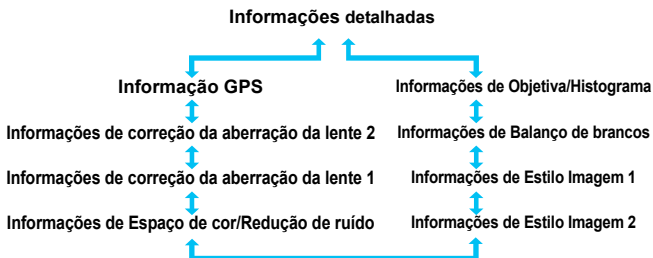 Informações detalhadas
Informação GPS
Informações de Objetiva/Histograma
Informações de correção da aberração da lente 2
Informações de Balanço de brancos
Informações de correção da aberração da lente 1
Informações de Estilo Imagem 1
Informações de Espaço de cor/Redução de ruído
Informações de Estilo Imagem 2